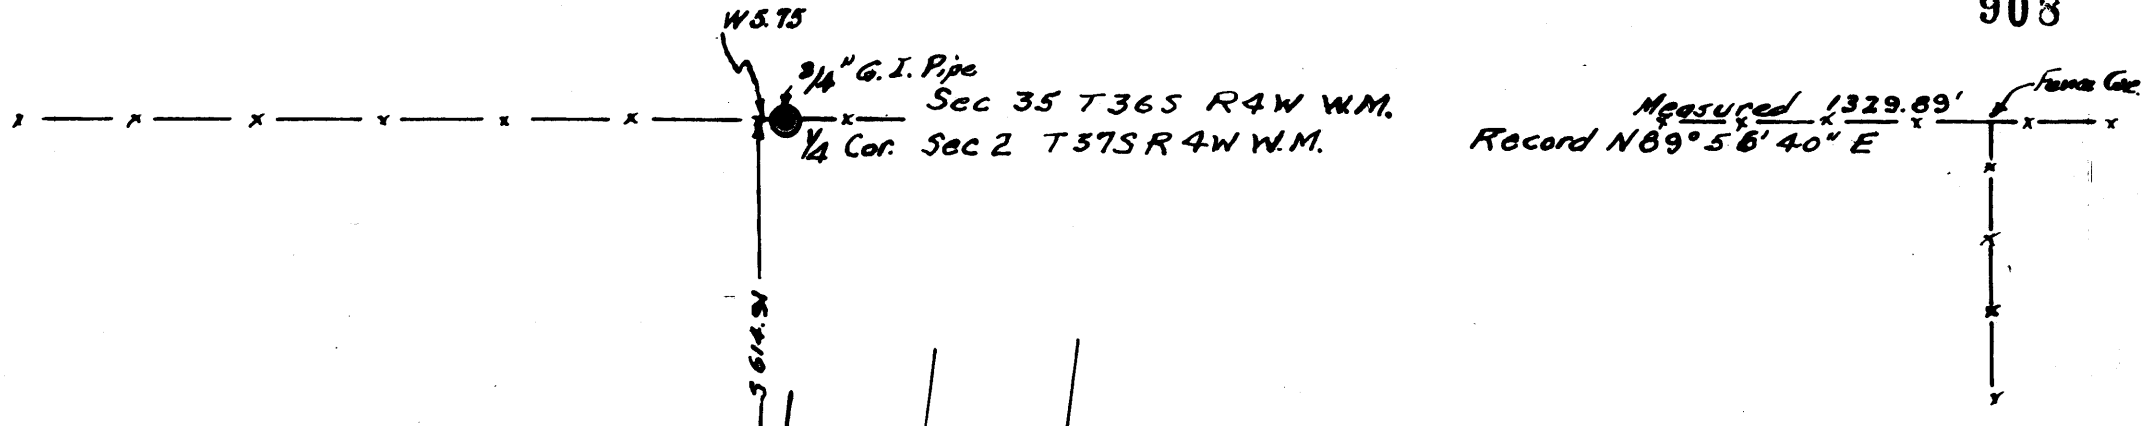 908
W 5.75
3/4" G. I. Pipe
Fence Cor.
Sec 35 T36S R4W W.M.
Measured 1329.89'
1/4 Cor. Sec 2 T37S R4W W.M.
Record N89°56'40" E
S 614.91